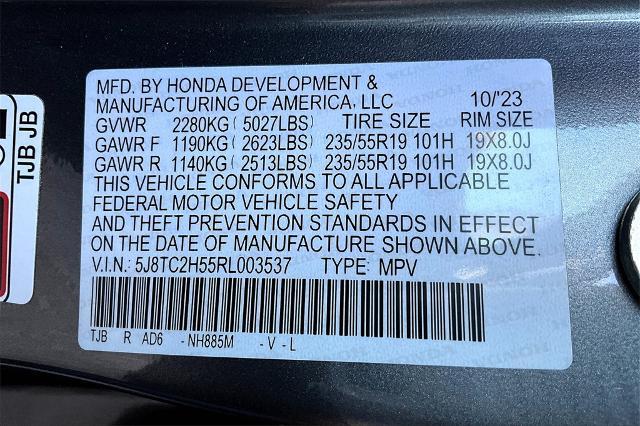 TJB JB
MFD. BY HONDA DEVELOPMENT &
MANUFACTURING OF AMERICA, LLC 10/'23
GVWR 2280KG(5027LBS) TIRE SIZE RIM SIZE
GAWR F 1190KG(2623LBS) 235/55R19 101H 19X8.0J
GAWR R 1140KG(2513LBS) 235/55R19 101H 19X8.0J
THIS VEHICLE CONFORMS TO ALL APPLICABLE
FEDERAL MOTOR VEHICLE SAFETY
AND THEFT PREVENTION STANDARDS IN EFFECT
ON THE DATE OF MANUFACTURE SHOWN ABOVE.
V.I.N.: 5J8TC2H55RL003537 TYPE: MPV
TJB R AD6 -NH885M -V-L